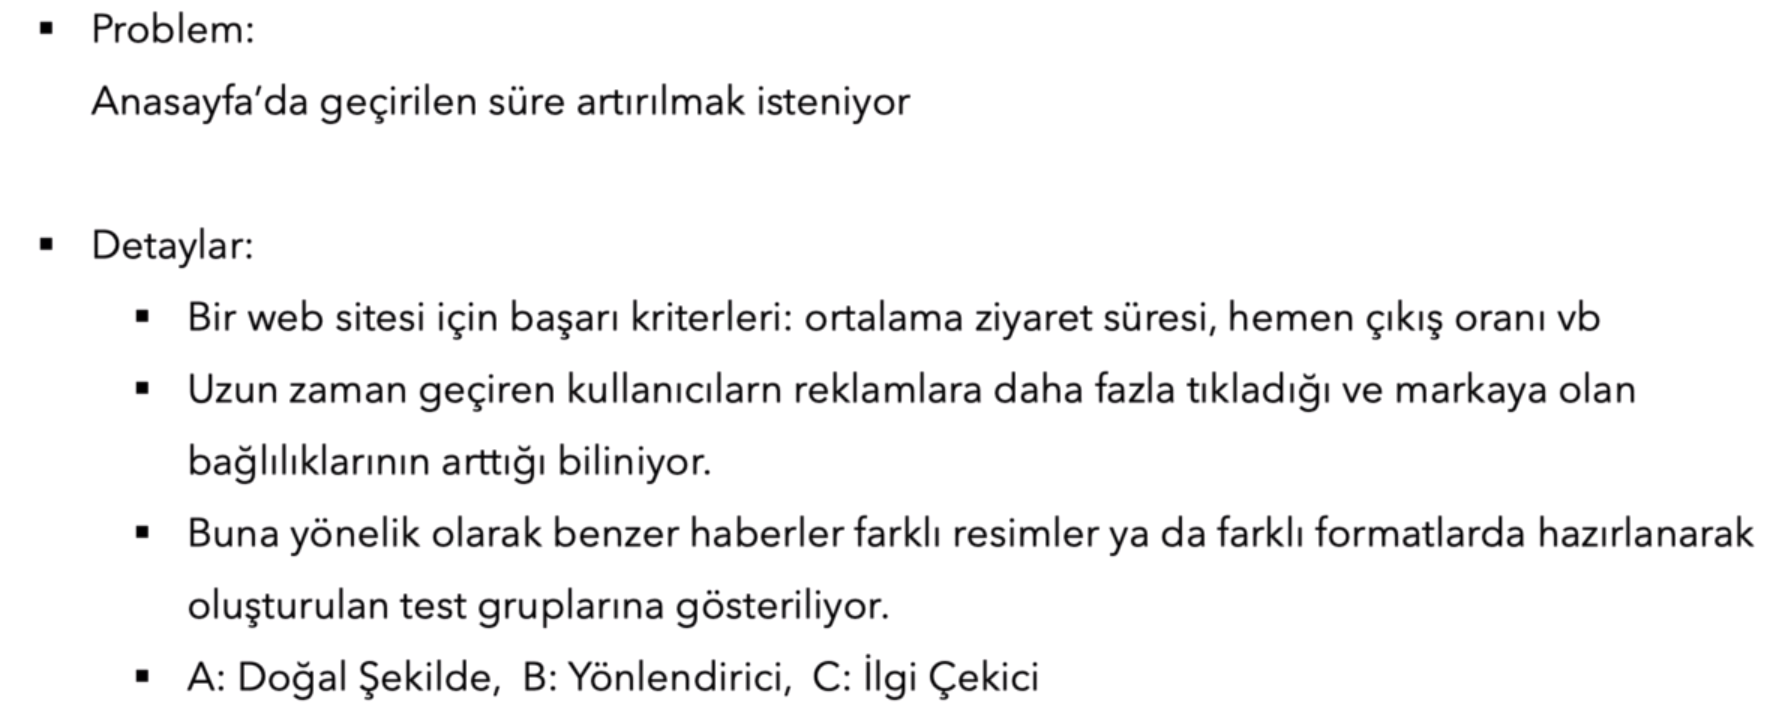 ▪ Problem:
Anasayfa’da geçirilen süre artırılmak isteniyor
▪ Detaylar:
▪ Bir web sitesi için başarı kriterleri: ortalama ziyaret süresi, hemen çıkış oranı vb
▪ Uzun zaman geçiren kullanıcılarn reklamlara daha fazla tıkladığı ve markaya olan
bağlılıklarının arttığı biliniyor.
▪ Buna yönelik olarak benzer haberler farklı resimler ya da farklı formatlarda hazırlanarak
oluşturulan test gruplarına gösteriliyor.
▪ A: Doğal Şekilde, B: Yönlendirici, C: İlgi Çekici